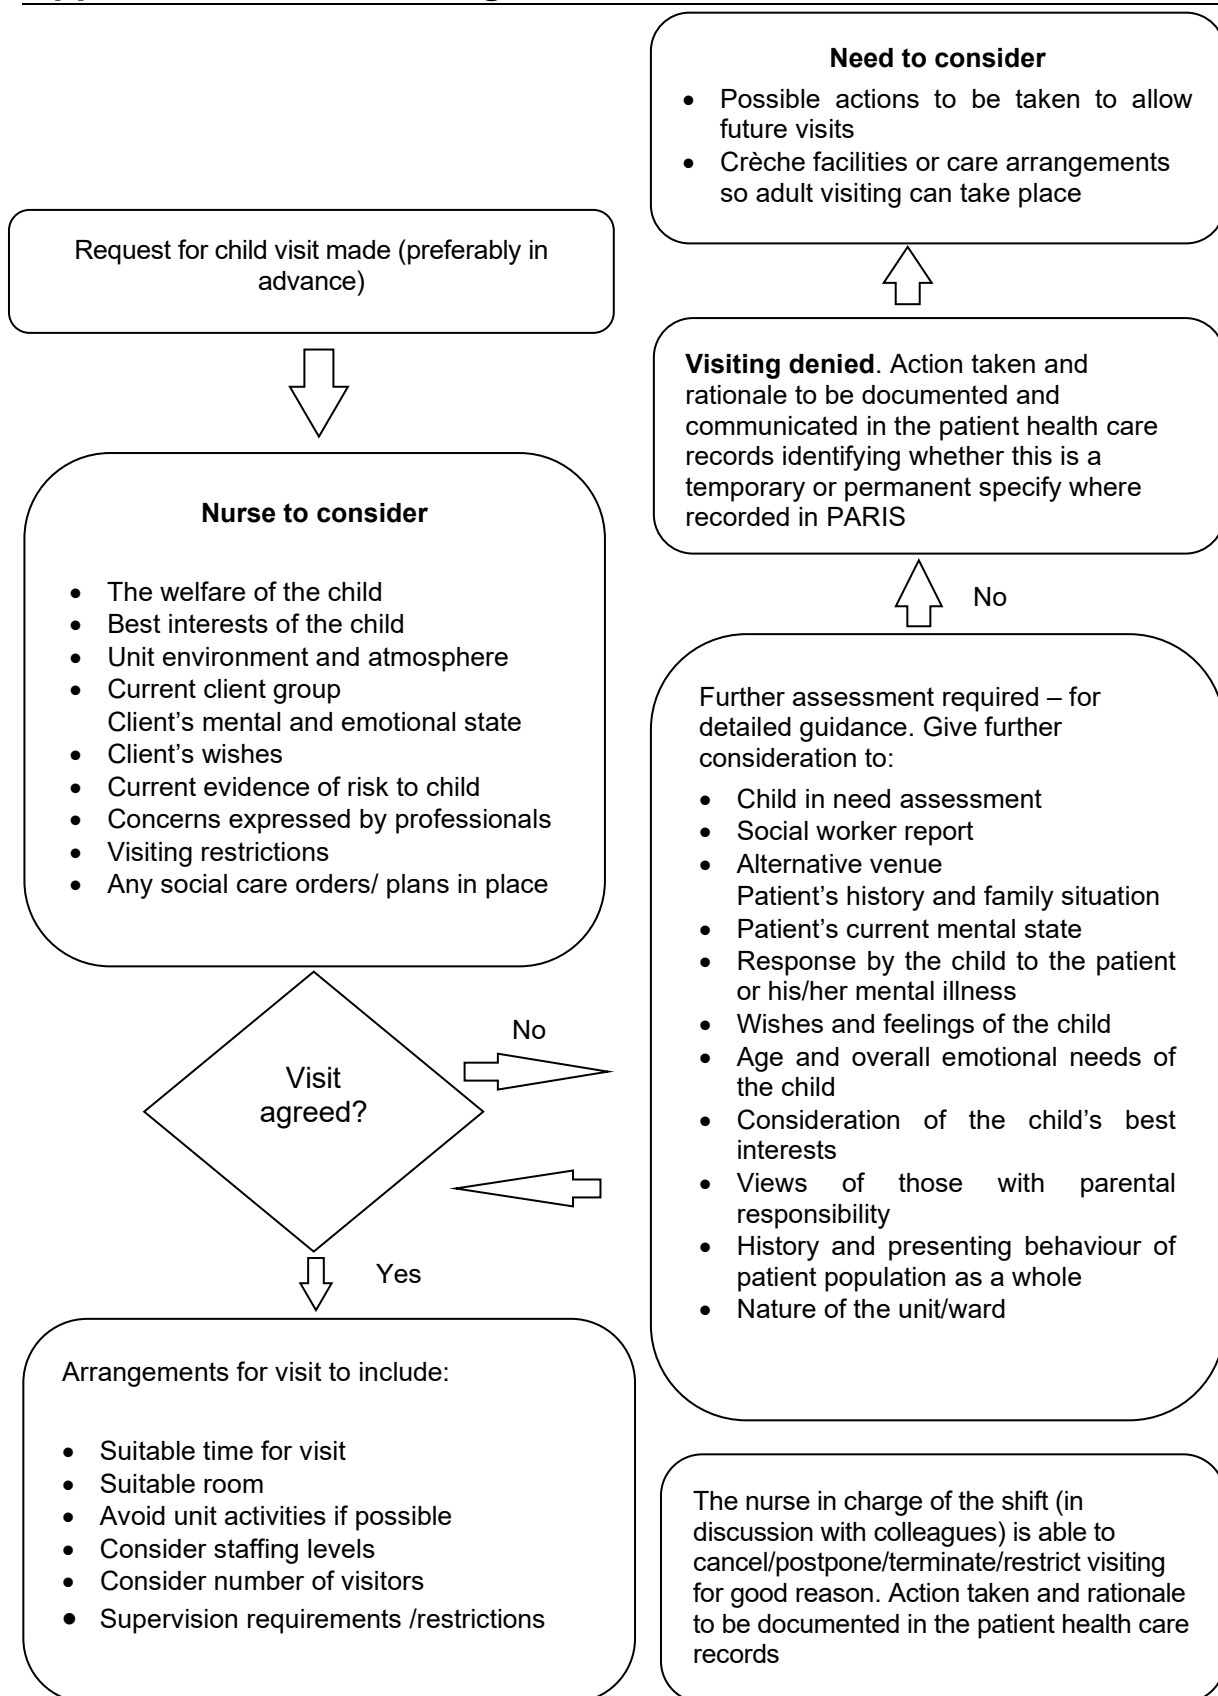 Request for child visit made (preferably in
advance)
Nurse to consider
• The welfare of the child
• Best interests of the child
• Unit environment and atmosphere
• Current client group
Client’s mental and emotional state
• Client’s wishes
• Current evidence of risk to child
• Concerns expressed by professionals
• Visiting restrictions
• Any social care orders/ plans in place
Visit
agreed?
No
Yes
Arrangements for visit to include:
• Suitable time for visit
• Suitable room
• Avoid unit activities if possible
• Consider staffing levels
• Consider number of visitors
• Supervision requirements /restrictions
Need to consider
• Possible actions to be taken to allow
future visits
• Crèche facilities or care arrangements
so adult visiting can take place
Visiting denied. Action taken and
rationale to be documented and
communicated in the patient health care
records identifying whether this is a
temporary or permanent specify where
recorded in PARIS
No
Further assessment required – for
detailed guidance. Give further
consideration to:
• Child in need assessment
• Social worker report
• Alternative venue
Patient’s history and family situation
• Patient’s current mental state
• Response by the child to the patient
or his/her mental illness
• Wishes and feelings of the child
• Age and overall emotional needs of
the child
• Consideration of the child’s best
interests
• Views of those with parental
responsibility
• History and presenting behaviour of
patient population as a whole
• Nature of the unit/ward
The nurse in charge of the shift (in
discussion with colleagues) is able to
cancel/postpone/terminate/restrict visiting
for good reason. Action taken and rationale
to be documented in the patient health care
records